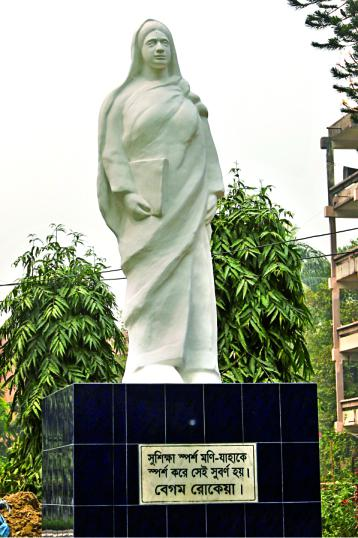 সুশিক্ষা স্পর্শ মণি-যাহাকে
স্পর্শ করে সেই সুবর্ণ হয়।
বেগম রোকেয়া।